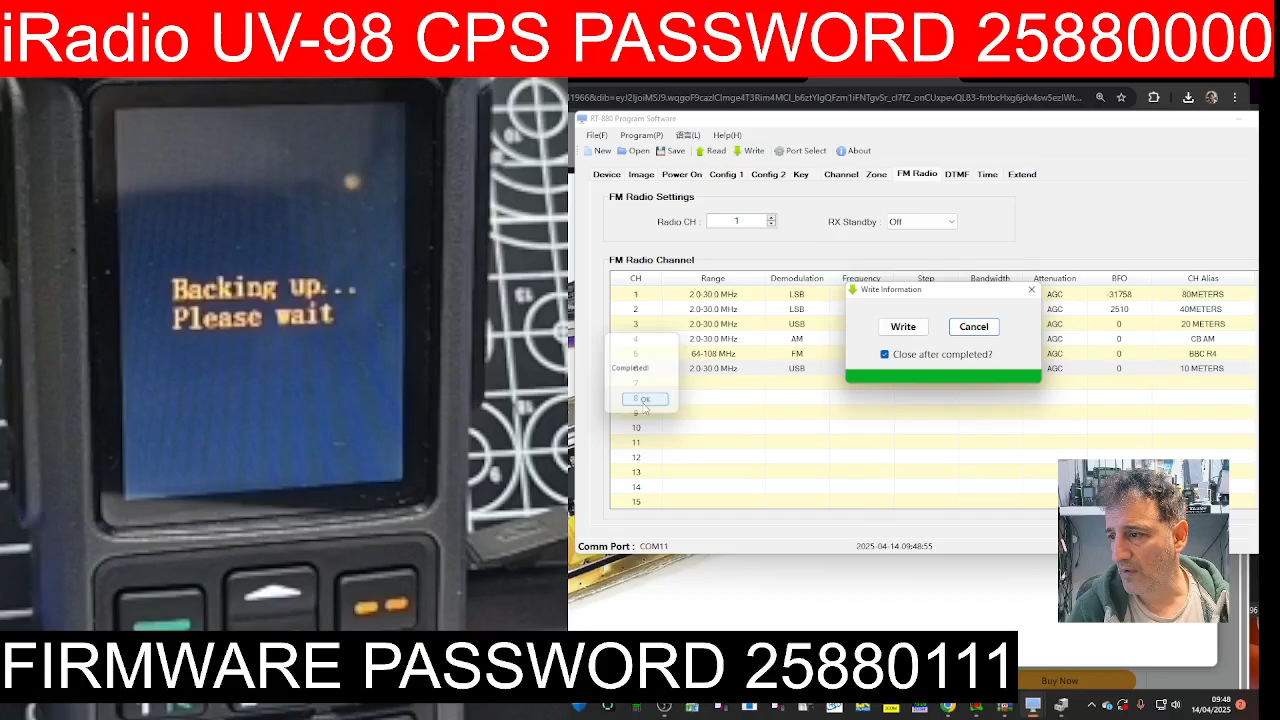 iRadio UV-98 CPS PASSWORD 25880000
Backing up...
Please wait
RT-880 Program Software
File(F) Program(P) 语言(L) Help(H)
New Open Save Read Write Port Select About
Device Image Power On Config 1 Config 2 Key Channel Zone FM Radio DTMF Time Extend
FM Radio Settings
Radio CH : 1 RX Standby : Off
FM Radio Channel
CH Range Demodulation Frequency Step Bandwidth Attenuation BFO CH Alias
1 2.0-30.0 MHz LSB AGC -31758 80METERS
2 2.0-30.0 MHz LSB AGC 2510 40METERS
3 2.0-30.0 MHz USB AGC 0 20 METERS
4 2.0-30.0 MHz AM AGC 0 CB AM
5 64-108 MHz FM AGC 0 BBC R4
2.0-30.0 MHz USB AGC 0 10 METERS
7
8
9
10
11
12
13
14
15
Write Information
Write Cancel
Close after completed?
Completed!
OK
Comm Port : COM11 2025-04-14 09:48:55
FIRMWARE PASSWORD 25880111
Buy Now
09:48
14/04/2025